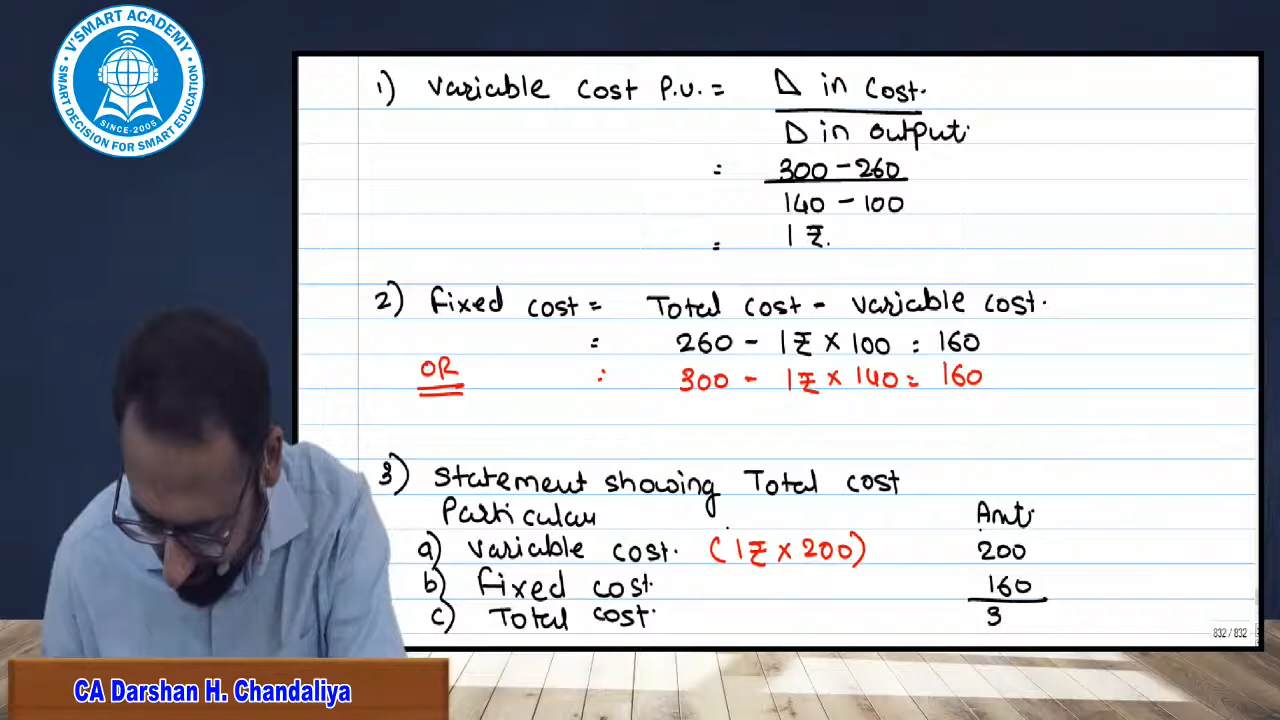 V'SMART ACADEMY
SINCE-2005
SMART DECISION FOR SMART EDUCATION
1) Variable cost P.U. = Δ in cost.
Δ in output.
= 300 - 260
140 - 100
= 1 ₹.
2) Fixed cost = Total cost - variable cost.
= 260 - 1₹ × 100 = 160
OR = 300 - 1₹ × 140 = 160
3) Statement showing Total cost
Particular Amt.
a) Variable cost. (1₹ × 200) 200
b) Fixed cost. 160
c) Total cost. 3
832 / 832
CA Darshan H. Chandaliya